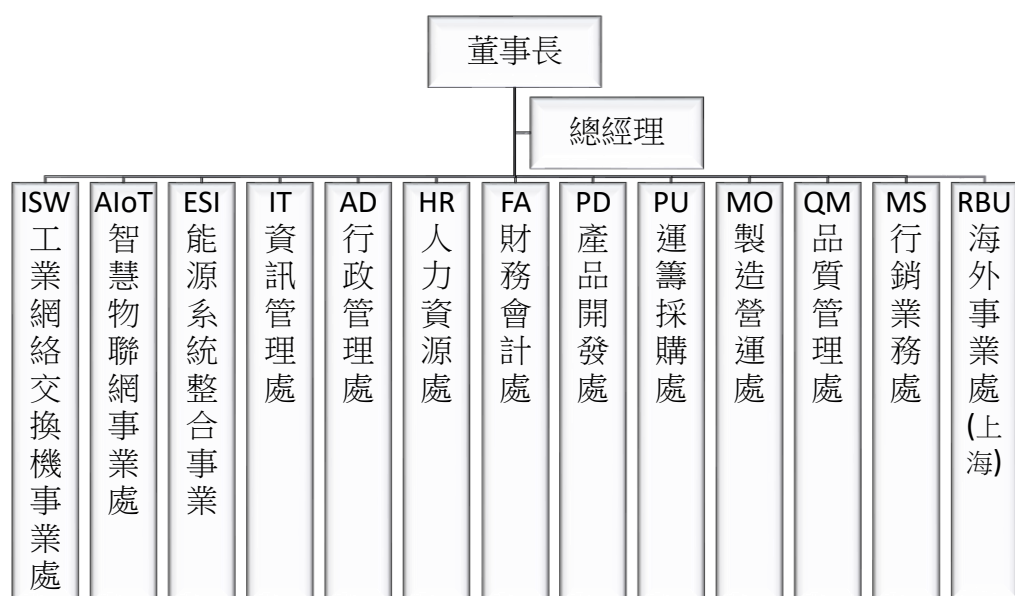 董事長
總經理
ISW
工業網絡交換機事業處
AIoT
智慧物聯網事業處
ESI
能源系統整合事業
IT
資訊管理處
AD
行政管理處
HR
人力資源處
FA
財務會計處
PD
產品開發處
PU
運籌採購處
MO
製造營運處
QM
品質管理處
MS
行銷業務處
RBU
海外事業處(上海)